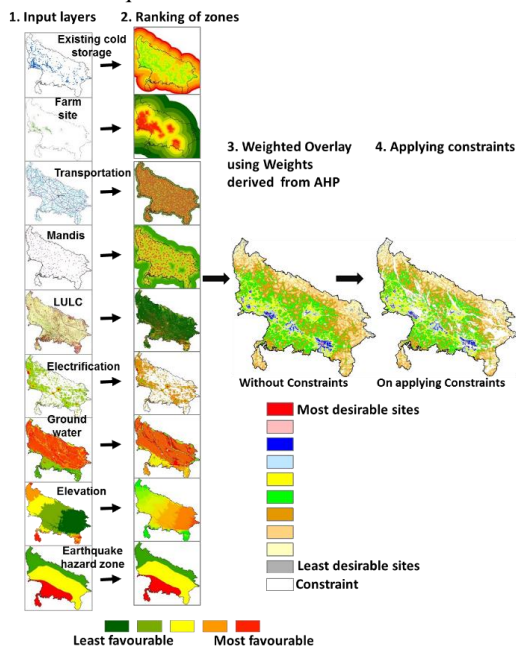 1. Input layers
2. Ranking of zones
Existing cold
storage
Farm
site
Transportation
Mandis
LULC
Electrification
Ground
water
Elevation
Earthquake
hazard zone
3. Weighted Overlay
using Weights
derived from AHP
4. Applying constraints
Without Constraints
On applying Constraints
Most desirable sites
Least desirable sites
Constraint
Least favourable
Most favourable